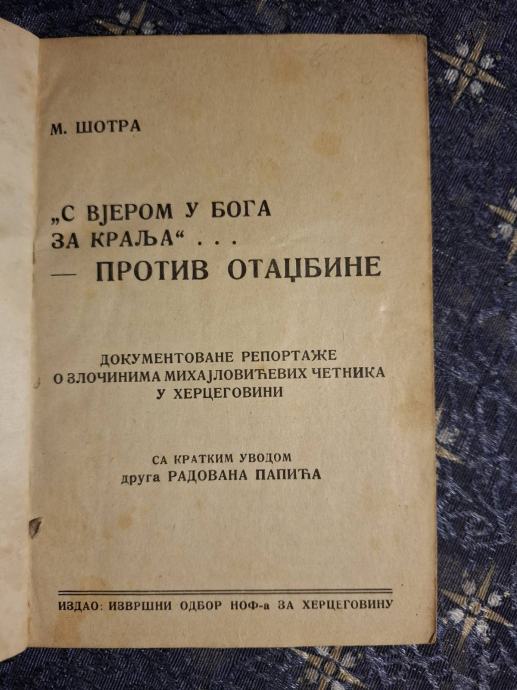 М. ШОТРА
„С ВЈЕРОМ У БОГА
ЗА КРАЉА“ . . .
— ПРОТИВ ОТАЏБИНЕ
ДОКУМЕНТОВАНЕ РЕПОРТАЖЕ
О ЗЛОЧИНИМА МИХАЈЛОВИЋЕВИХ ЧЕТНИКА
У ХЕРЦЕГОВИНИ
СА КРАТКИМ УВОДОМ
друга РАДОВАНА ПАПИЋА
ИЗДАО: ИЗВРШНИ ОДБОР НОФ-а ЗА ХЕРЦЕГОВИНУ